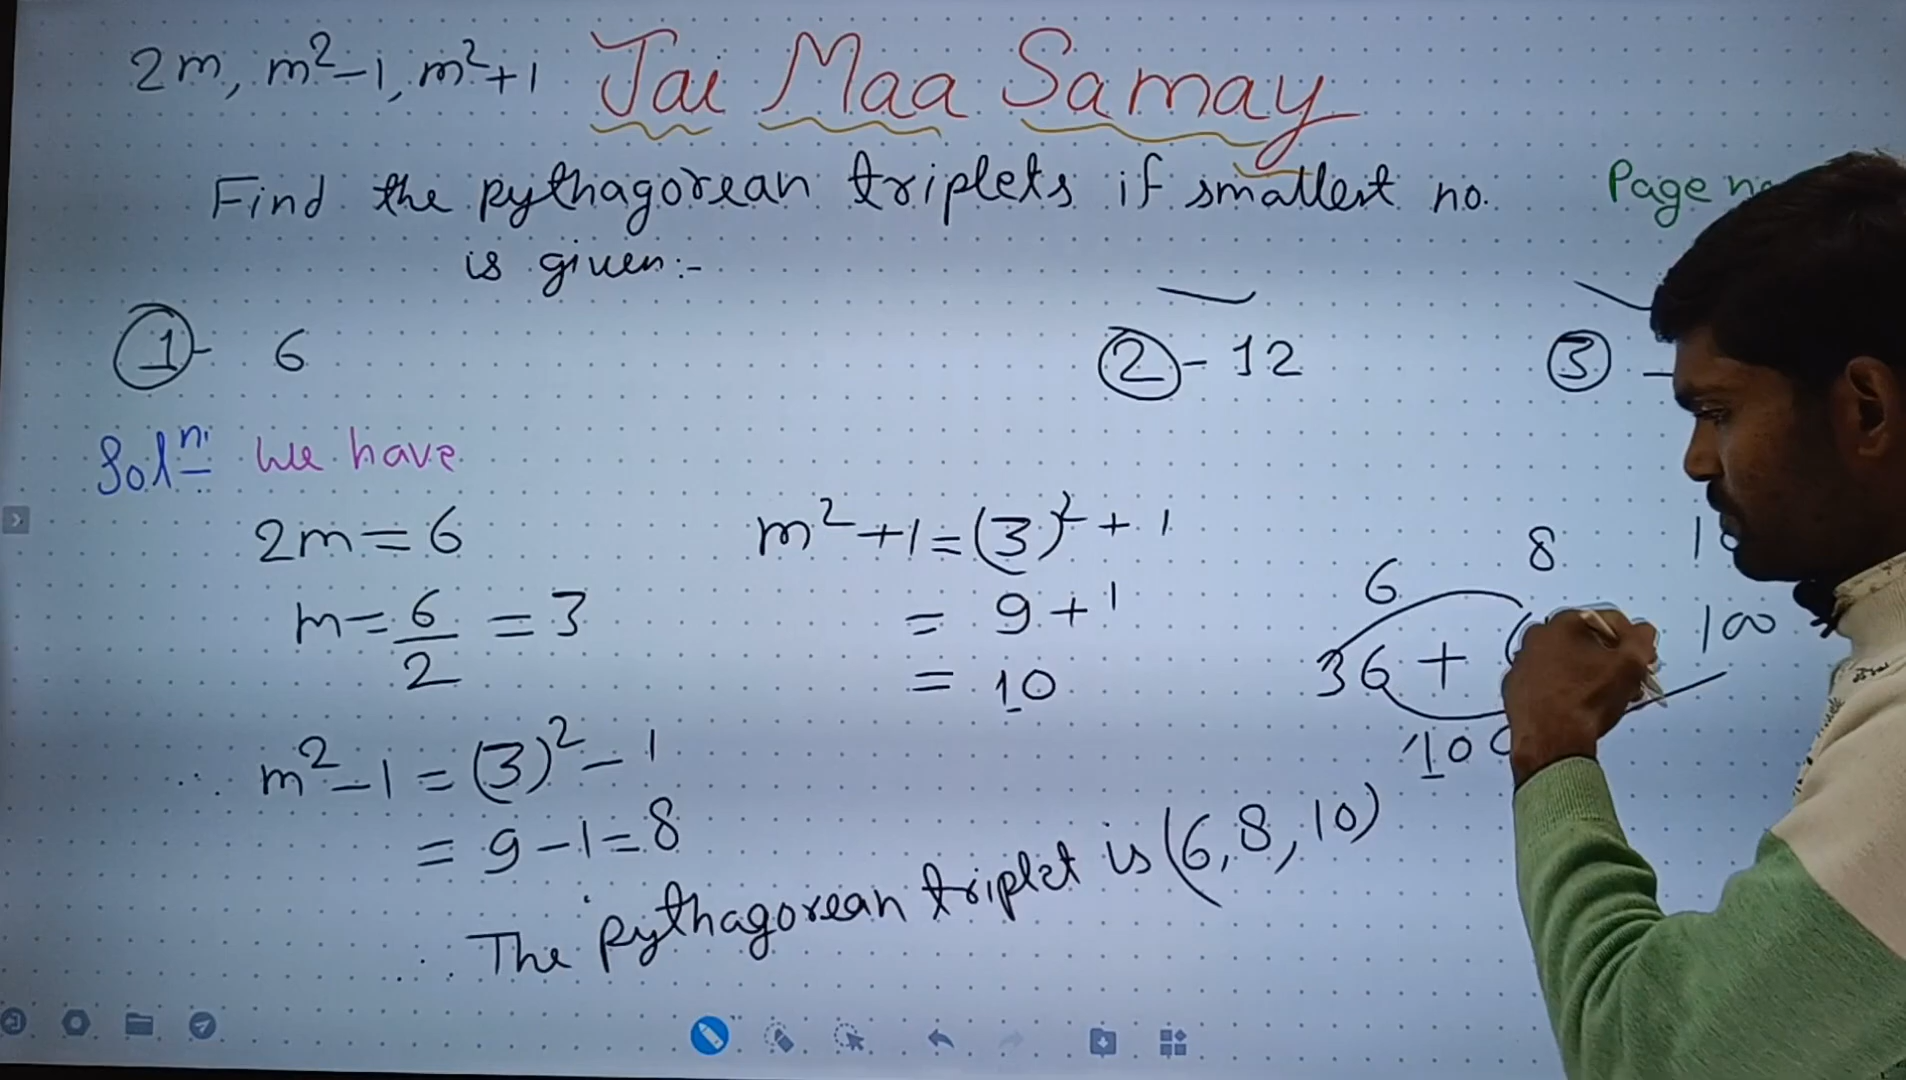 2m, m²-1, m²+1 Jai Maa Samay
Find the pythagorean triplets if smallest no.
is given:-
Page
①- 6
②- 12
③ -
Solⁿ- We have
2m = 6
m = 6/2 = 3
m²-1 = (3)² - 1
= 9 - 1 = 8
m² + 1 = (3)² + 1
= 9 + 1
= 10
6 8
36 + 100
The pythagorean triplet is (6, 8, 10)